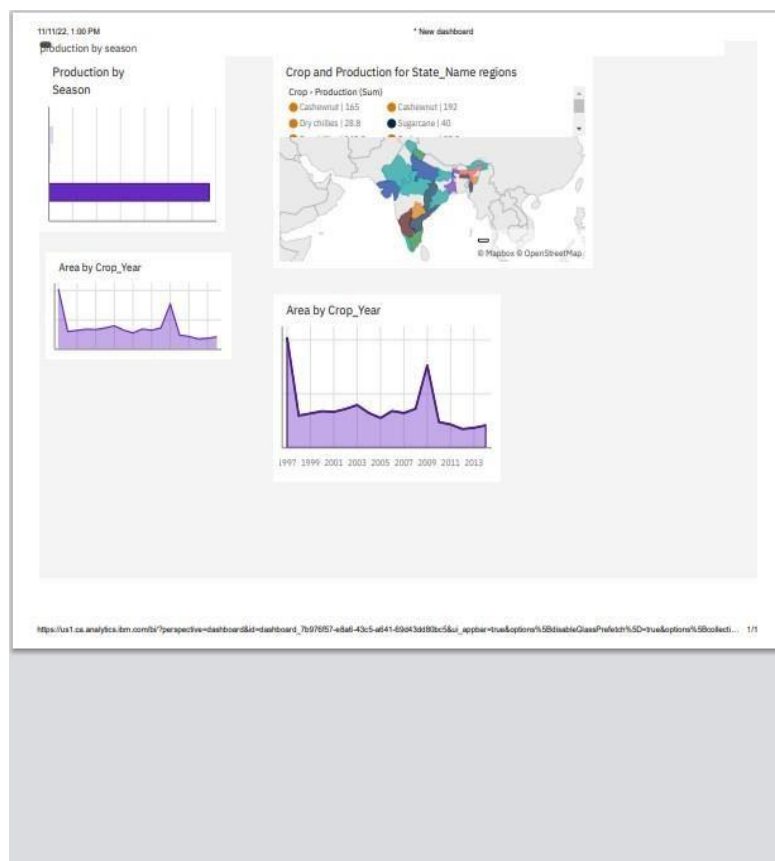 11/11/22, 1:00 PM
* New dashboard
production by season
Production by
Season
Crop and Production for State_Name regions
Crop - Production (Sum)
Cashewnut | 165
Cashewnut | 192
Dry chillies | 28.8
Sugarcane | 40
© Mapbox © OpenStreetMap
Area by Crop_Year
Area by Crop_Year
1997 1999 2001 2003 2005 2007 2009 2011 2013
1/1